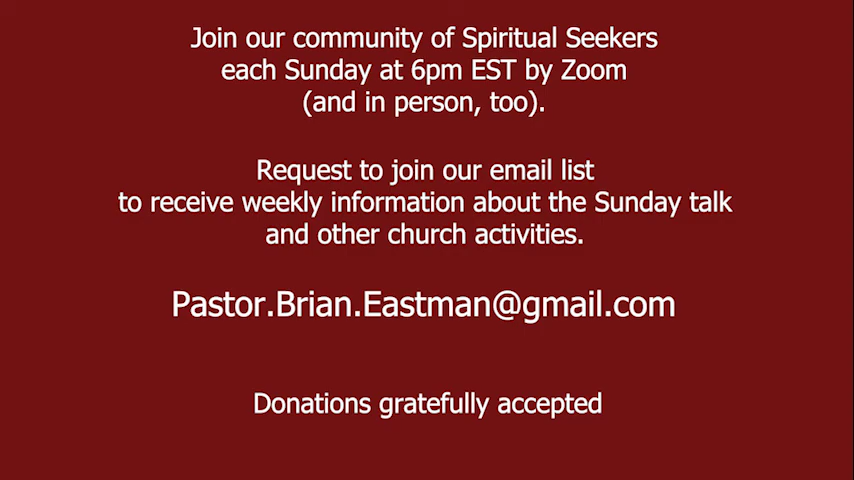 Join our community of Spiritual Seekers
each Sunday at 6pm EST by Zoom
(and in person, too).
Request to join our email list
to receive weekly information about the Sunday talk
and other church activities.
Pastor.Brian.Eastman@gmail.com
Donations gratefully accepted